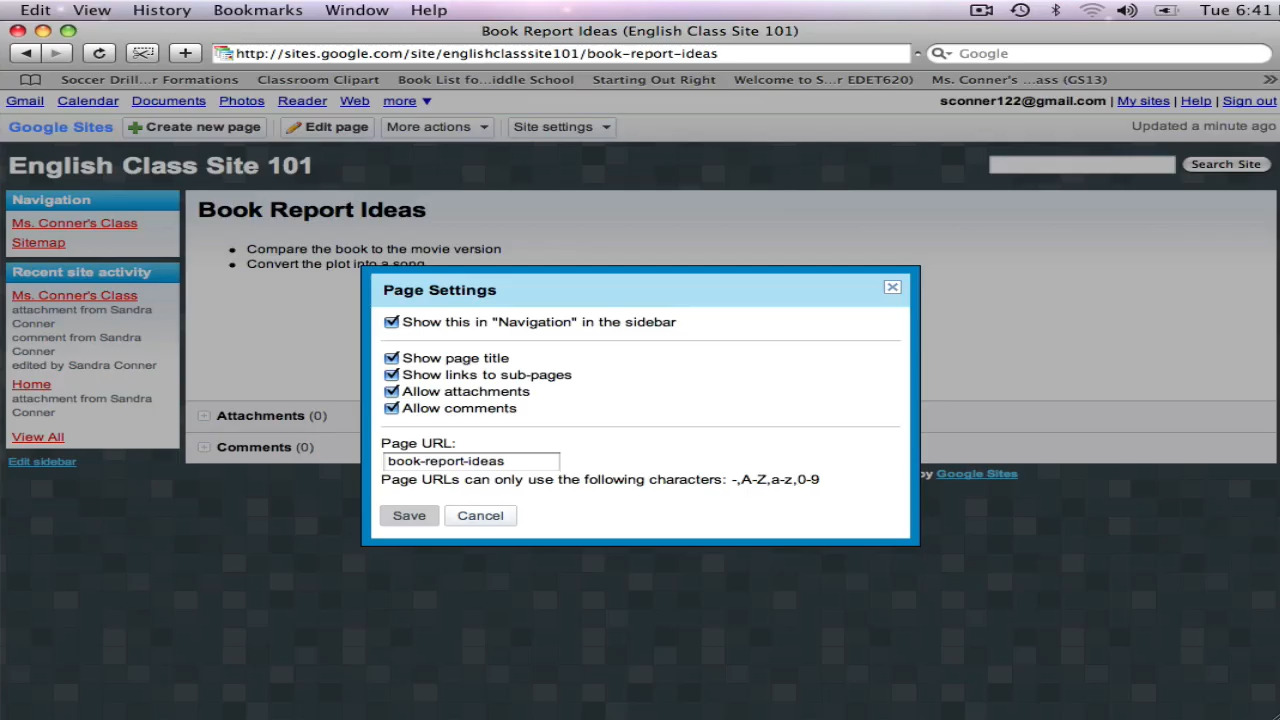 Edit View History Bookmarks Window Help Tue 6:41
Book Report Ideas (English Class Site 101)
http://sites.google.com/site/englishclasssite101/book-report-ideas Google
Soccer Drill...r Formations Classroom Clipart Book List fo...iddle School Starting Out Right Welcome to S...r EDET620) Ms. Conner's ...ass (GS13) >>
Gmail Calendar Documents Photos Reader Web more ▼ sconner122@gmail.com | My sites | Help | Sign out
Google Sites Create new page Edit page More actions Site settings Updated a minute ago
English Class Site 101 Search Site
Navigation
Ms. Conner's Class
Sitemap
Recent site activity
Ms. Conner's Class
attachment from Sandra
Conner
comment from Sandra
Conner
edited by Sandra Conner
Home
attachment from Sandra
Conner
View All
Edit sidebar
Book Report Ideas
• Compare the book to the movie version
• Convert the plot into a song
Attachments (0)
Comments (0)
by Google Sites
Page Settings
Show this in "Navigation" in the sidebar
Show page title
Show links to sub-pages
Allow attachments
Allow comments
Page URL:
book-report-ideas
Page URLs can only use the following characters: -,A-Z,a-z,0-9
Save Cancel